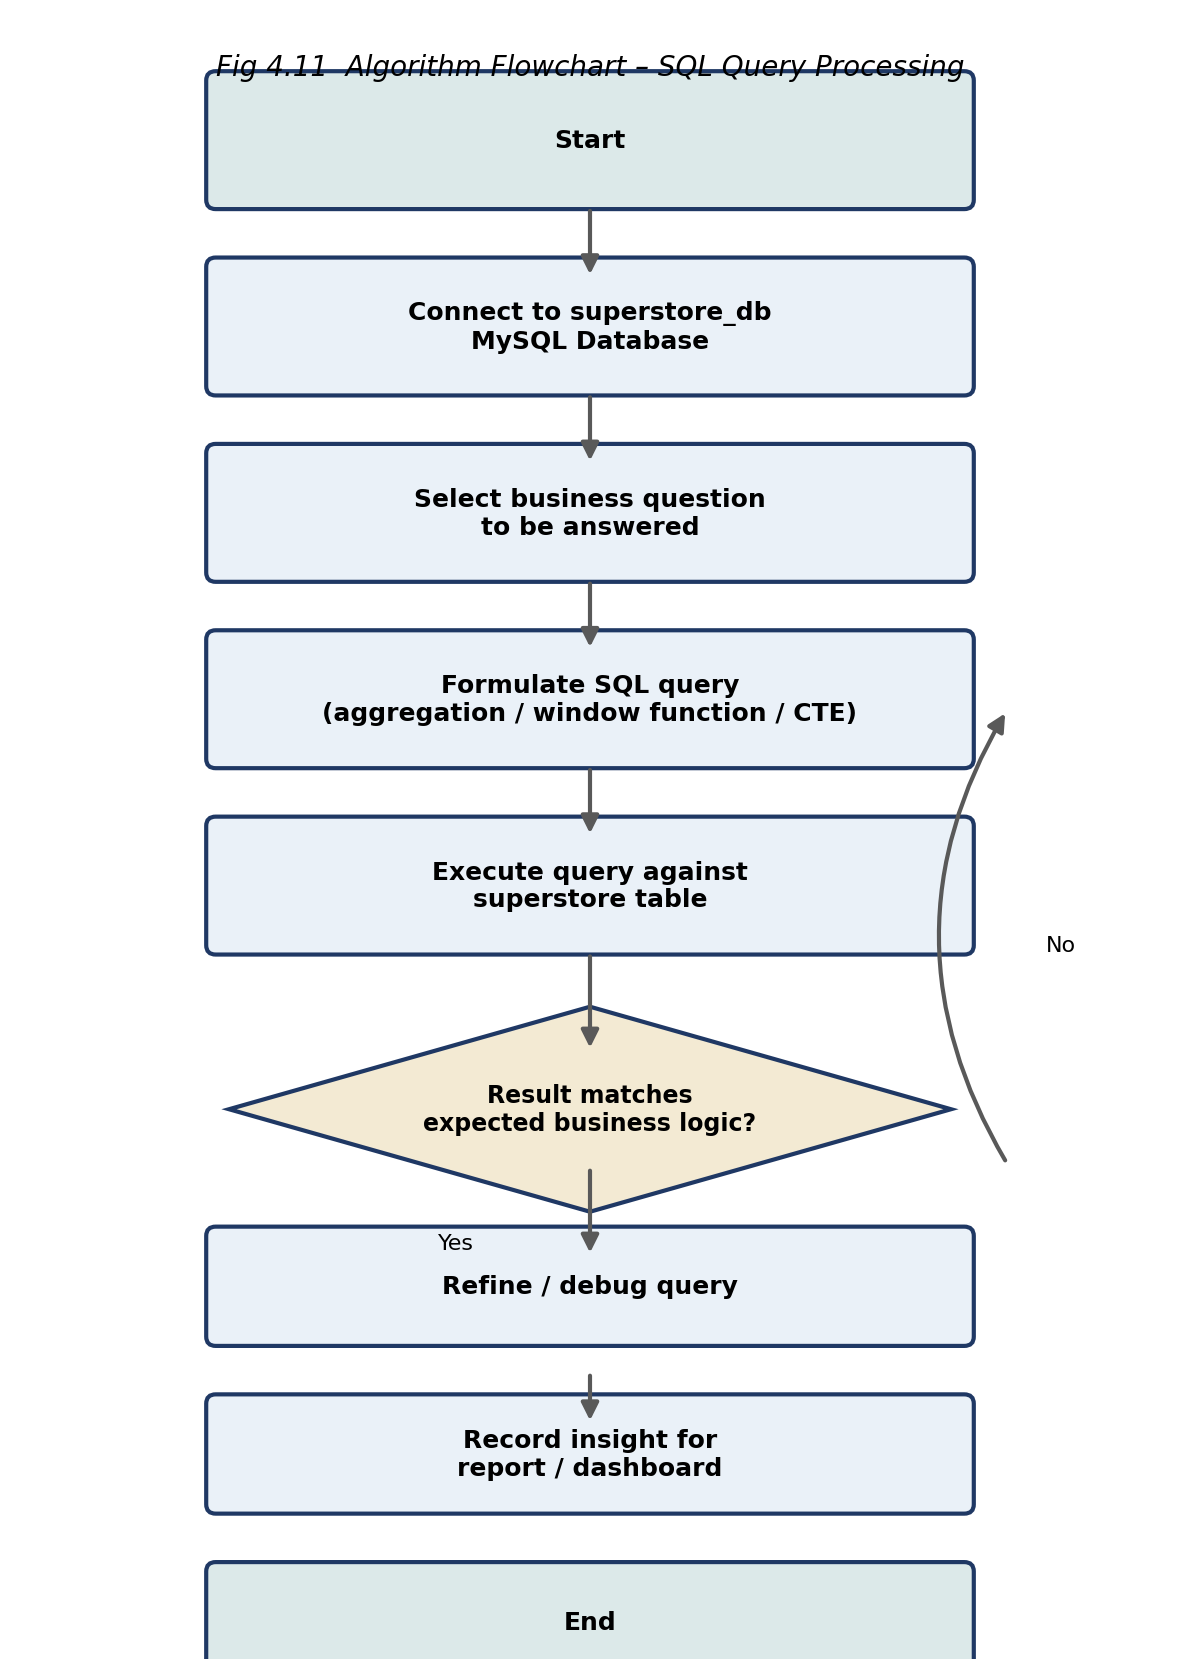 Fig 4.11  Algorithm Flowchart – SQL Query Processing
Start
Connect to superstore_db
MySQL Database
Select business question
to be answered
Formulate SQL query
(aggregation / window function / CTE)
Execute query against
superstore table
No
Result matches
expected business logic?
Yes
Refine / debug query
Record insight for
report / dashboard
End